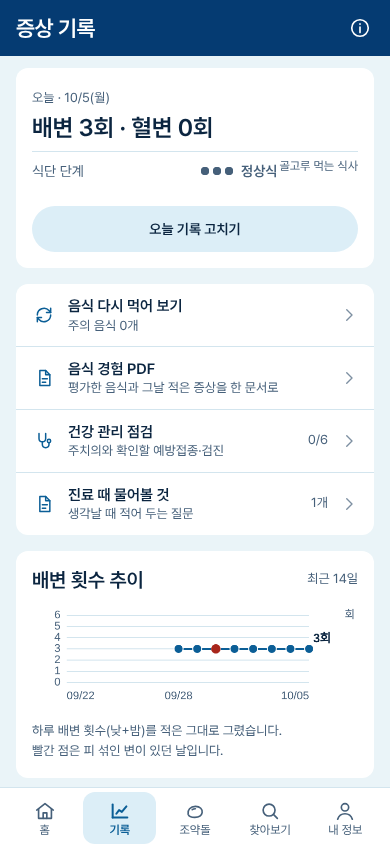 증상 기록
오늘 · 10/5(월)
배변 3회 · 혈변 0회
식단 단계 정상식 골고루 먹는 식사
오늘 기록 고치기
음식 다시 먹어 보기
주의 음식 0개
음식 경험 PDF
평가한 음식과 그날 적은 증상을 한 문서로
건강 관리 점검
주치의와 확인할 예방접종·검진
0/6
진료 때 물어볼 것
생각날 때 적어 두는 질문
1개
배변 횟수 추이 최근 14일
회
6
5
4
3
2
1
0
3회
09/22 09/28 10/05
하루 배변 횟수(낮+밤)를 적은 그대로 그렸습니다.
빨간 점은 피 섞인 변이 있던 날입니다.
홈 기록 조약돌 찾아보기 내 정보